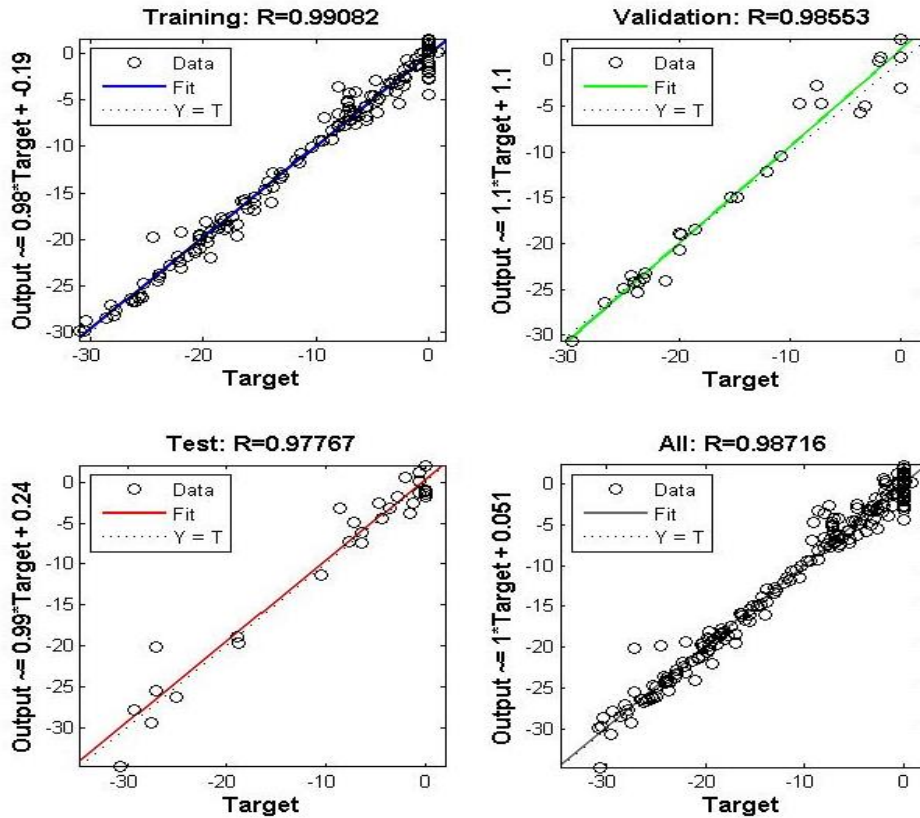 Training: R=0.99082
Output ~= 0.98*Target + -0.19
0
-5
-10
-15
-20
-25
-30
Data
Fit
Y = T
-30
-20
-10
0
Target
Validation: R=0.98553
Output ~= 1.1*Target + 1.1
0
-5
-10
-15
-20
-25
-30
Data
Fit
Y = T
-30
-20
-10
0
Target
Test: R=0.97767
Output ~= 0.99*Target + 0.24
0
-5
-10
-15
-20
-25
-30
Data
Fit
Y = T
-30
-20
-10
0
Target
All: R=0.98716
Output ~= 1*Target + 0.051
0
-5
-10
-15
-20
-25
-30
Data
Fit
Y = T
-30
-20
-10
0
Target